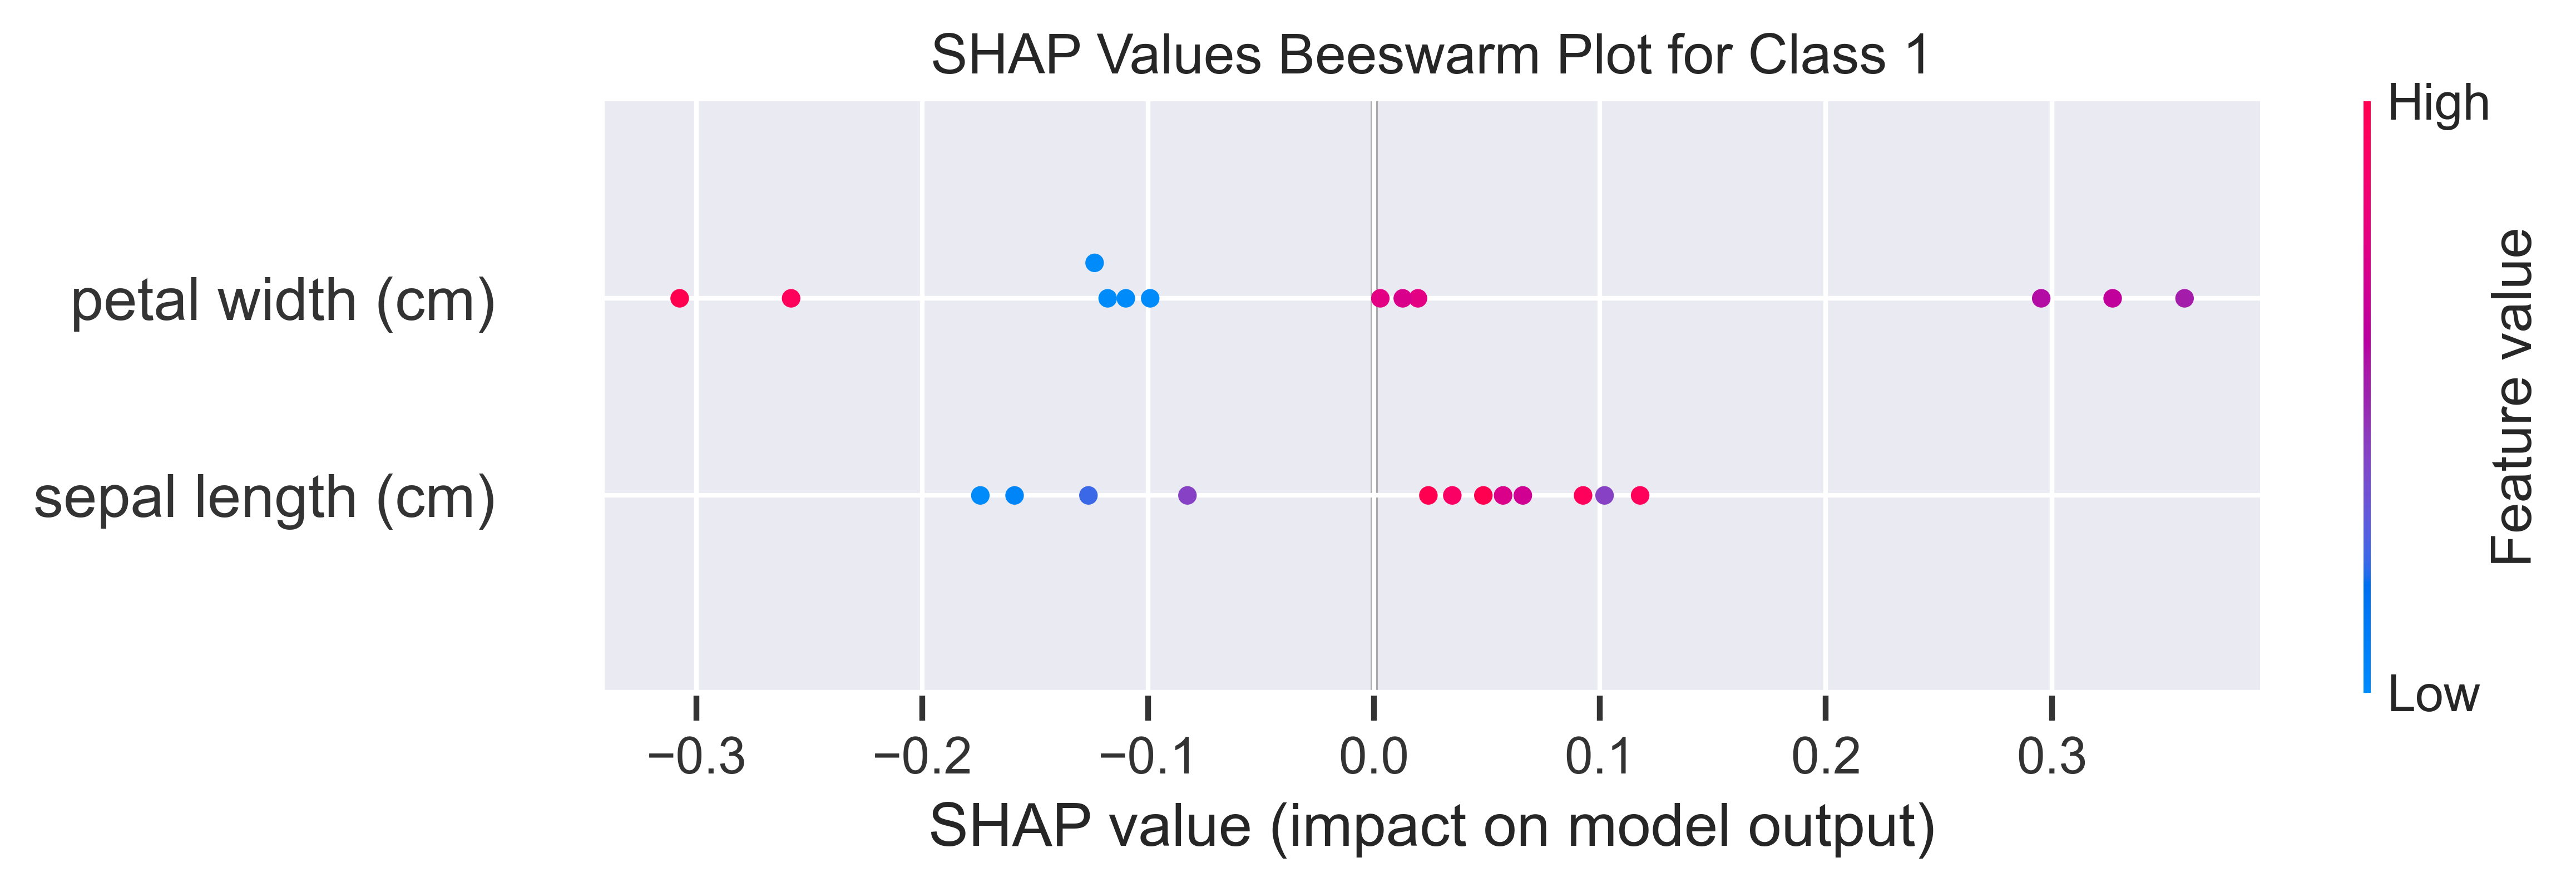 SHAP Values Beeswarm Plot for Class 1
High
petal width (cm)
sepal length (cm)
Feature value
Low
−0.3 −0.2 −0.1 0.0 0.1 0.2 0.3
SHAP value (impact on model output)